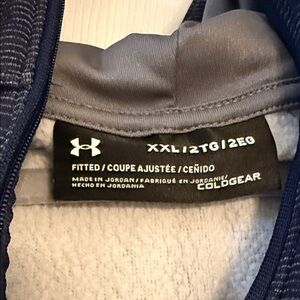 XXL/2TG/2EG
FITTED / COUPE AJUSTÉE / CEÑIDO
MADE IN JORDAN / FABRIQUÉ EN JORDANIE/
HECHO EN JORDANIA
COLDGEAR